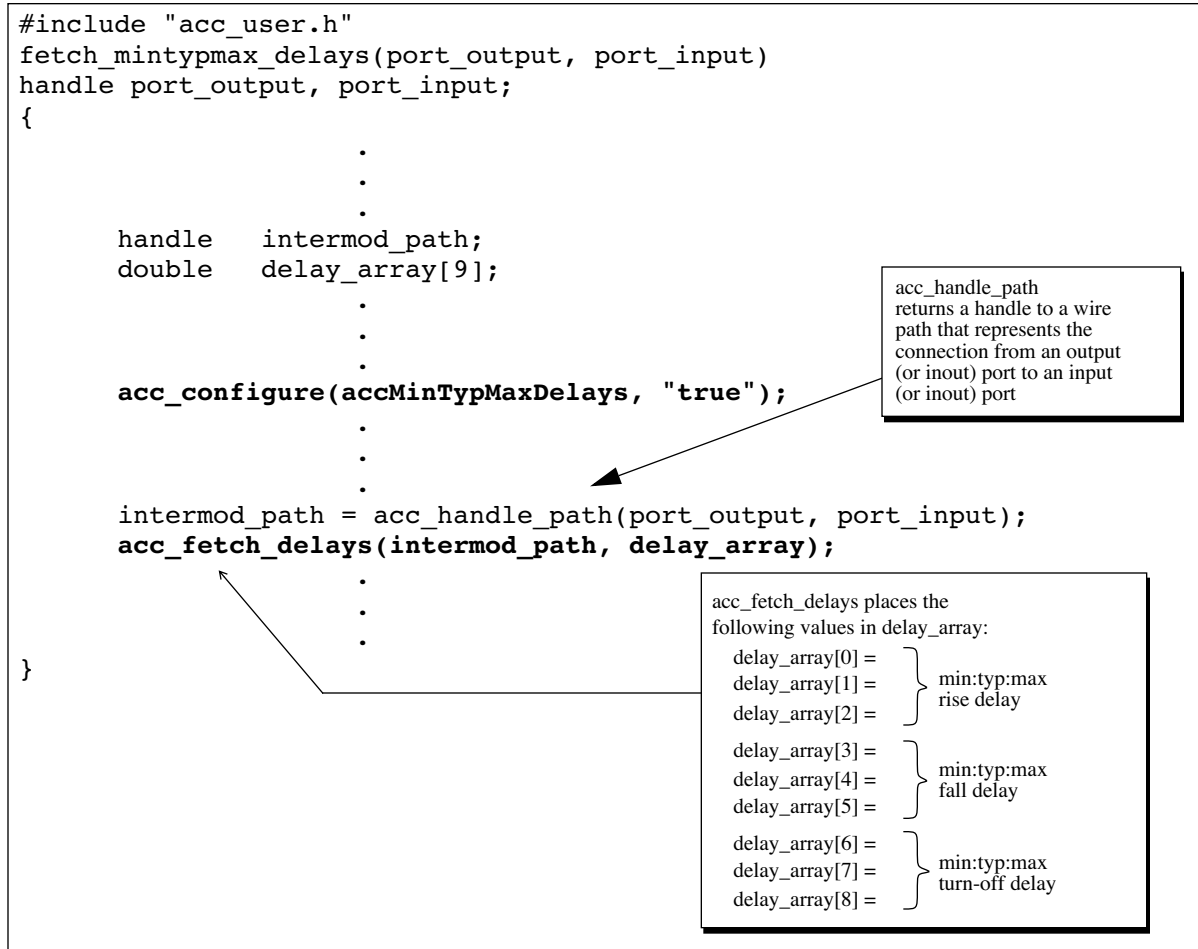 #include "acc_user.h"
fetch_mintypmax_delays(port_output, port_input)
handle port_output, port_input;
{
.
.
.
handle intermod_path;
double delay_array[9];
.
.
.
acc_configure(accMinTypMaxDelays, "true");
.
.
.
intermod_path = acc_handle_path(port_output, port_input);
acc_fetch_delays(intermod_path, delay_array);
.
.
.
}
acc_handle_path
returns a handle to a wire
path that represents the
connection from an output
(or inout) port to an input
(or inout) port
acc_fetch_delays places the
following values in delay_array:
delay_array[0] =
delay_array[1] =
delay_array[2] =
min:typ:max
rise delay
delay_array[3] =
delay_array[4] =
delay_array[5] =
min:typ:max
fall delay
delay_array[6] =
delay_array[7] =
delay_array[8] =
min:typ:max
turn-off delay